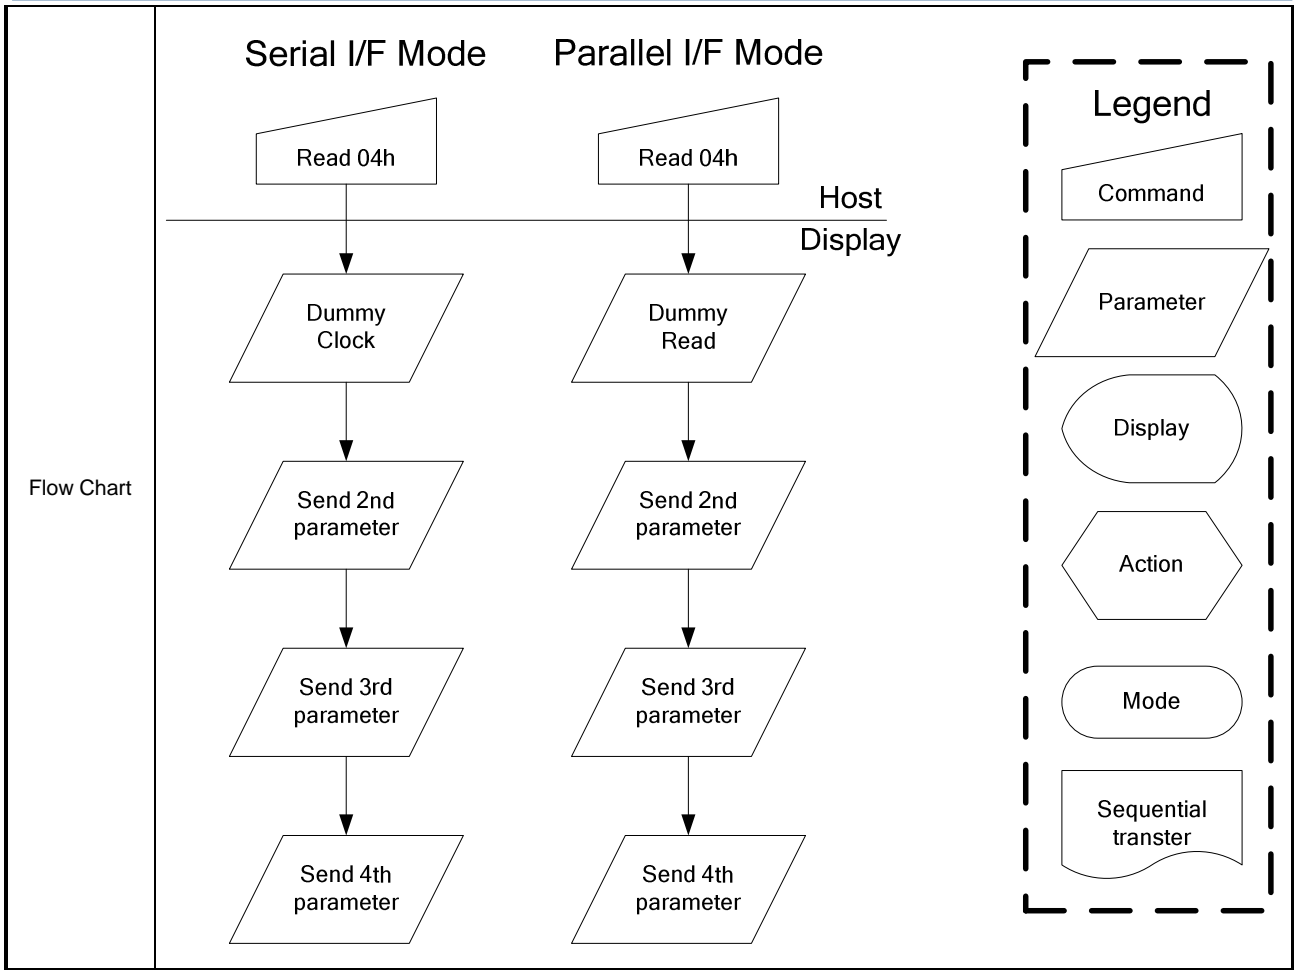 Flow Chart
Serial I/F Mode
Read 04h
Dummy
Clock
Send 2nd
parameter
Send 3rd
parameter
Send 4th
parameter
Parallel I/F Mode
Read 04h
Host
Display
Dummy
Read
Send 2nd
parameter
Send 3rd
parameter
Send 4th
parameter
Legend
Command
Parameter
Display
Action
Mode
Sequential
transter